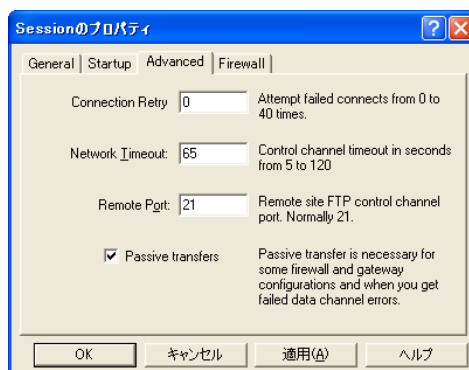 Sessionのプロパティ
General Startup Advanced Firewall
Connection Retry 0 Attempt failed connects from 0 to
40 times.
Network Timeout: 65 Control channel timeout in seconds
from 5 to 120
Remote Port: 21 Remote site FTP control channel
port. Normally 21.
Passive transfers Passive transfer is necessary for
some firewall and gateway
configurations and when you get
failed data channel errors.
OK キャンセル 適用(A) ヘルプ